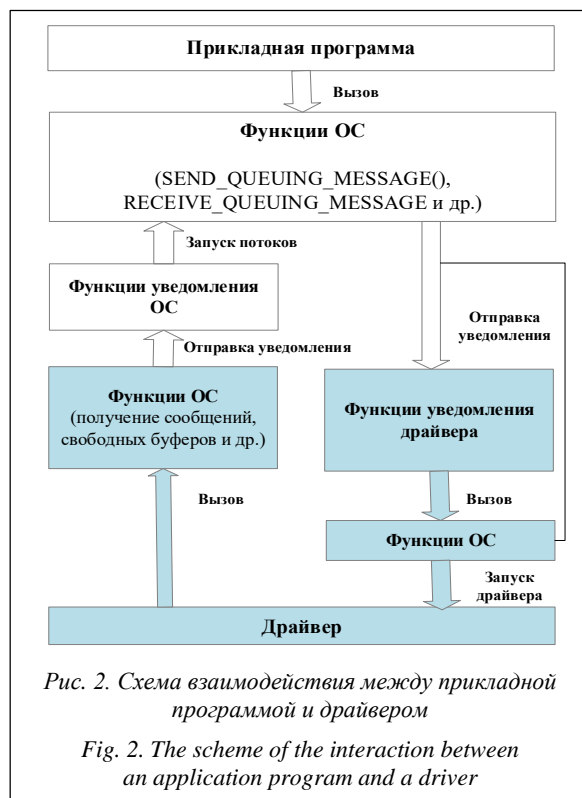 Прикладная программа
Вызов
Функции ОС
(SEND_QUEUING_MESSAGE(),
RECEIVE_QUEUING_MESSAGE и др.)
Запуск потоков
Функции уведомления
ОС
Отправка уведомления
Отправка
уведомления
Функции ОС
(получение сообщений,
свободных буферов и др.)
Функции уведомления
драйвера
Вызов
Вызов
Функции ОС
Запуск
драйвера
Драйвер
Рис. 2. Схема взаимодействия между прикладной
программой и драйвером
Fig. 2. The scheme of the interaction between
an application program and a driver